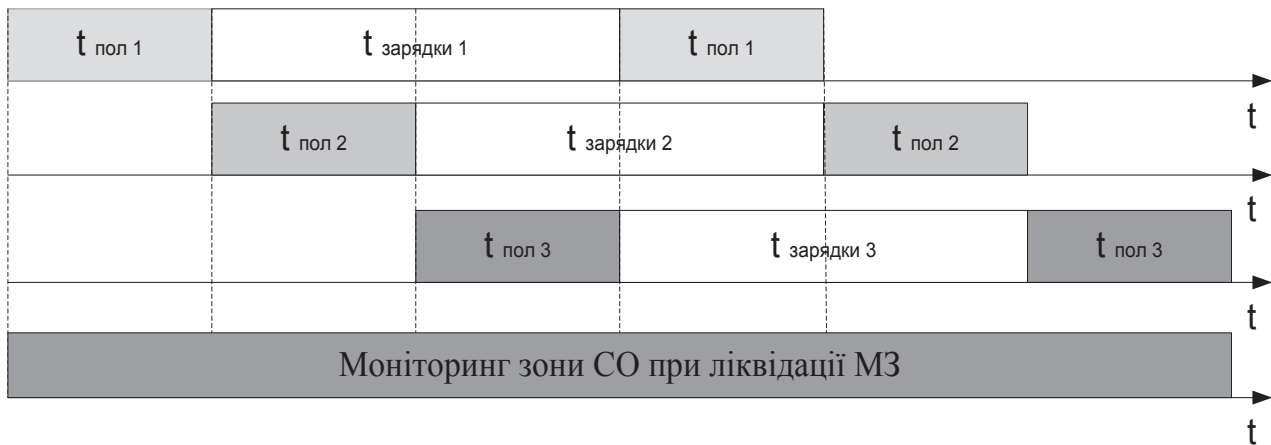 t пол 1 t зарядки 1 t пол 1
t
t пол 2 t зарядки 2 t пол 2
t
t пол 3 t зарядки 3 t пол 3
t
Моніторинг зони СО при ліквідації МЗ
t